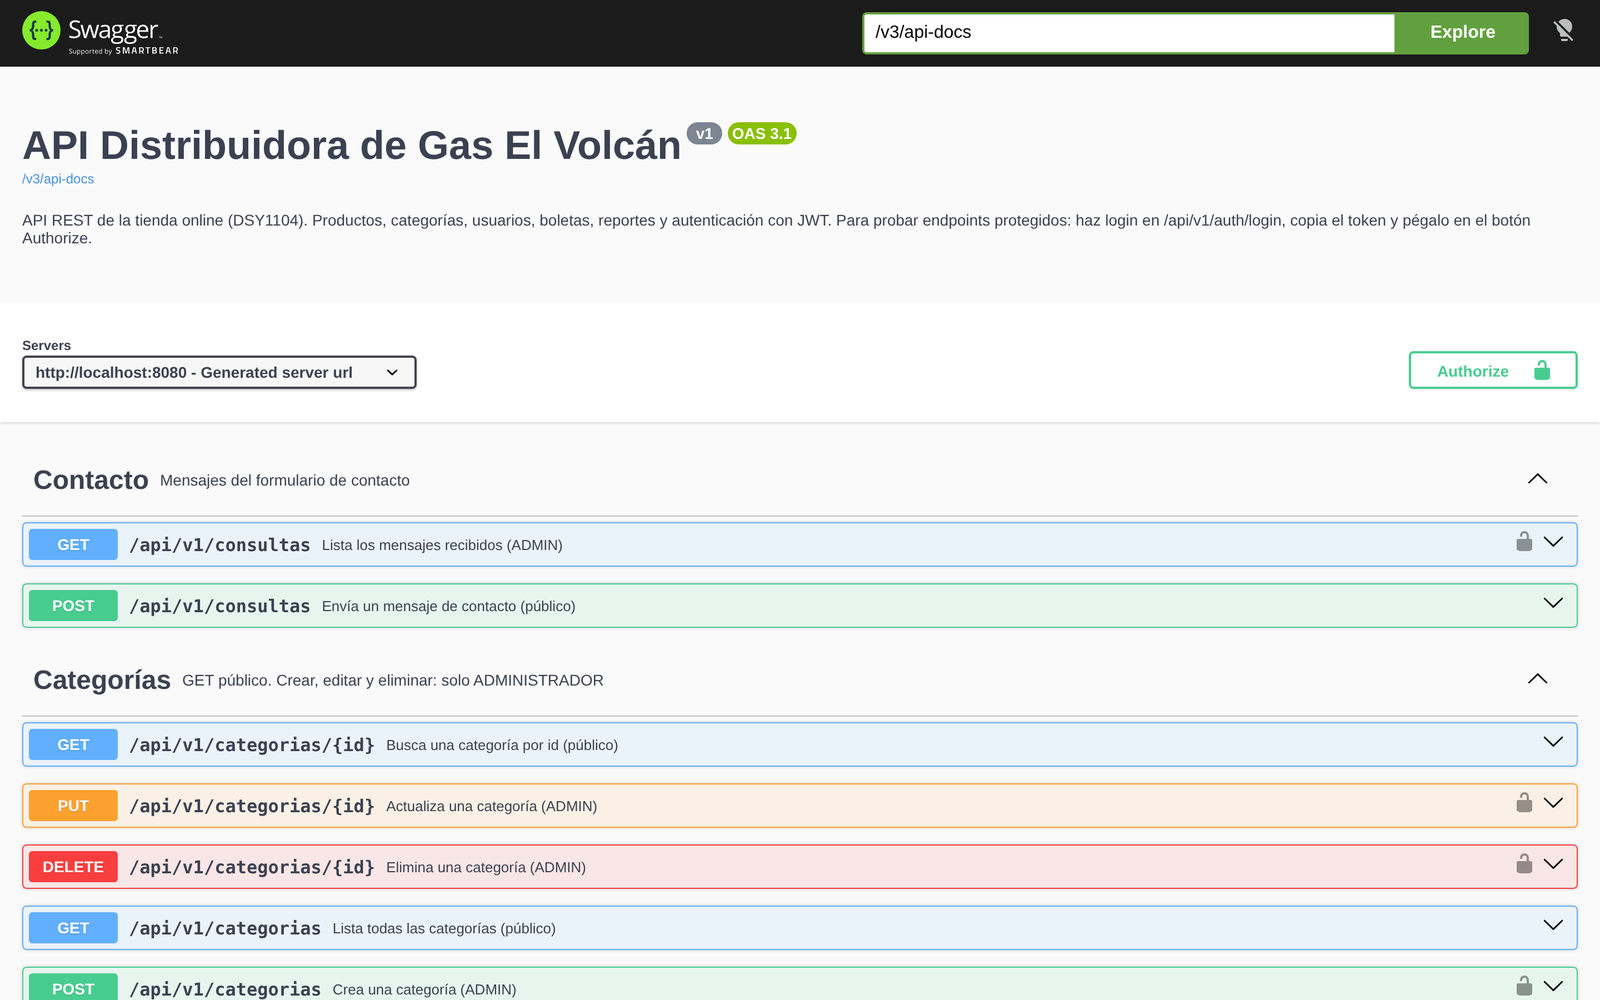 Swagger
Supported by SMARTBEAR
/v3/api-docs
Explore
API Distribuidora de Gas El Volcán v1 OAS 3.1
/v3/api-docs
API REST de la tienda online (DSY1104). Productos, categorías, usuarios, boletas, reportes y autenticación con JWT. Para probar endpoints protegidos: haz login en /api/v1/auth/login, copia el token y pégalo en el botón
Authorize.
Servers
http://localhost:8080 - Generated server url
Authorize
Contacto Mensajes del formulario de contacto
GET /api/v1/consultas Lista los mensajes recibidos (ADMIN)
POST /api/v1/consultas Envía un mensaje de contacto (público)
Categorías GET público. Crear, editar y eliminar: solo ADMINISTRADOR
GET /api/v1/categorias/{id} Busca una categoría por id (público)
PUT /api/v1/categorias/{id} Actualiza una categoría (ADMIN)
DELETE /api/v1/categorias/{id} Elimina una categoría (ADMIN)
GET /api/v1/categorias Lista todas las categorías (público)
POST /api/v1/categorias Crea una categoría (ADMIN)